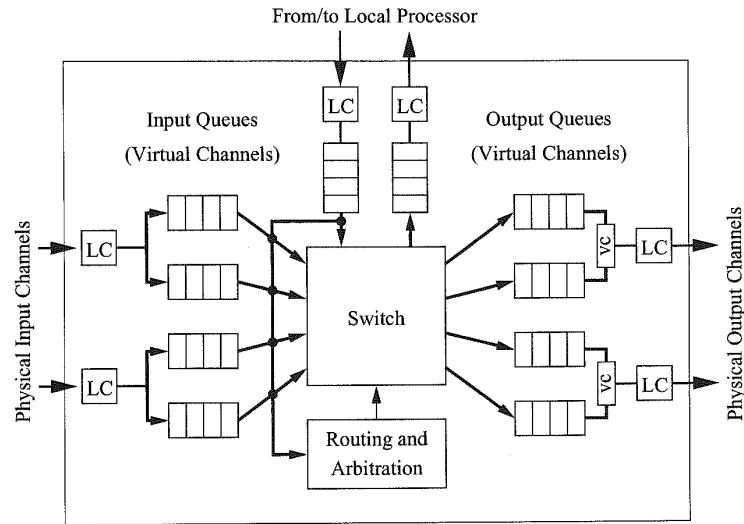 From/to Local Processor
LC
LC
Input Queues
(Virtual Channels)
Output Queues
(Virtual Channels)
Physical Input Channels
LC
LC
Switch
Routing and
Arbitration
VC
LC
VC
LC
Physical Output Channels